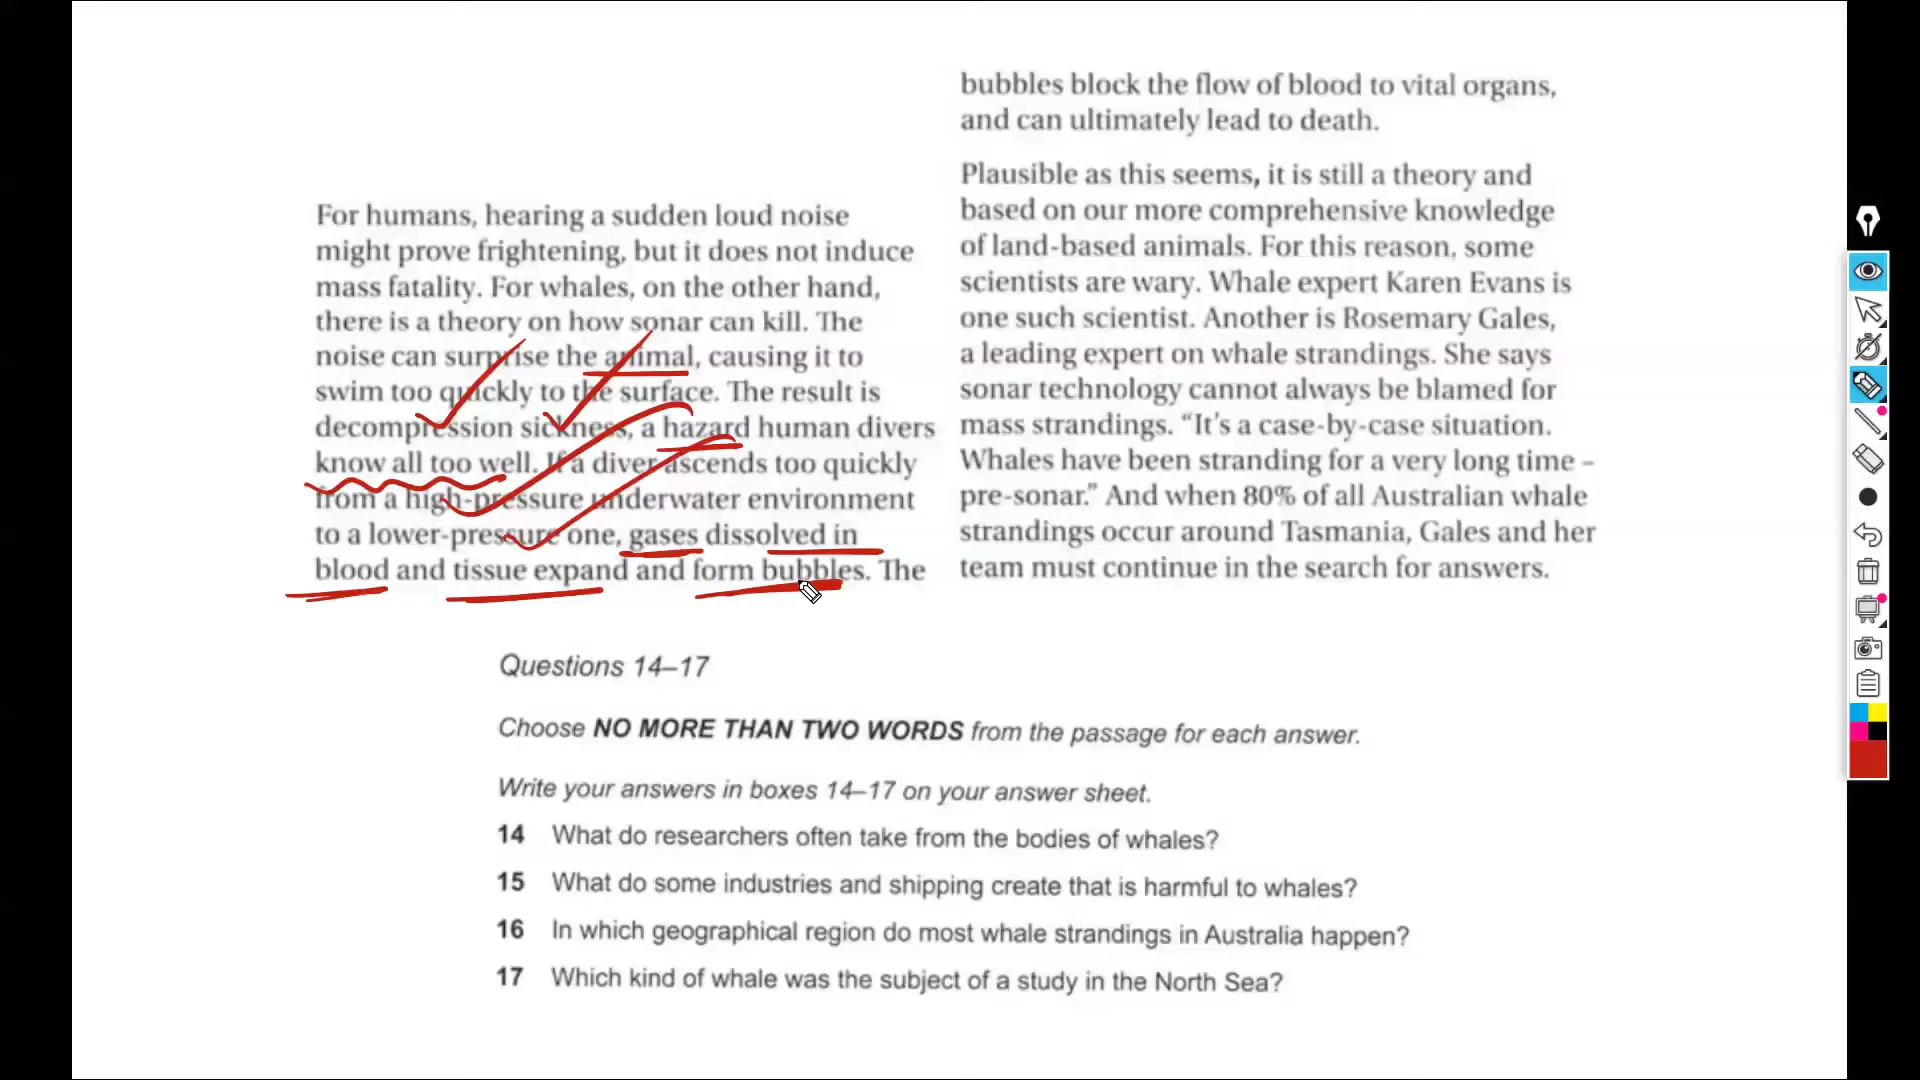 For humans, hearing a sudden loud noise
might prove frightening, but it does not induce
mass fatality. For whales, on the other hand,
there is a theory on how sonar can kill. The
noise can surprise the animal, causing it to
swim too quickly to the surface. The result is
decompression sickness, a hazard human divers
know all too well. If a diver ascends too quickly
from a high-pressure underwater environment
to a lower-pressure one, gases dissolved in
blood and tissue expand and form bubbles. The
bubbles block the flow of blood to vital organs,
and can ultimately lead to death.
Plausible as this seems, it is still a theory and
based on our more comprehensive knowledge
of land-based animals. For this reason, some
scientists are wary. Whale expert Karen Evans is
one such scientist. Another is Rosemary Gales,
a leading expert on whale strandings. She says
sonar technology cannot always be blamed for
mass strandings. “It’s a case-by-case situation.
Whales have been stranding for a very long time –
pre-sonar.” And when 80% of all Australian whale
strandings occur around Tasmania, Gales and her
team must continue in the search for answers.
Questions 14–17
Choose NO MORE THAN TWO WORDS from the passage for each answer.
Write your answers in boxes 14–17 on your answer sheet.
14 What do researchers often take from the bodies of whales?
15 What do some industries and shipping create that is harmful to whales?
16 In which geographical region do most whale strandings in Australia happen?
17 Which kind of whale was the subject of a study in the North Sea?